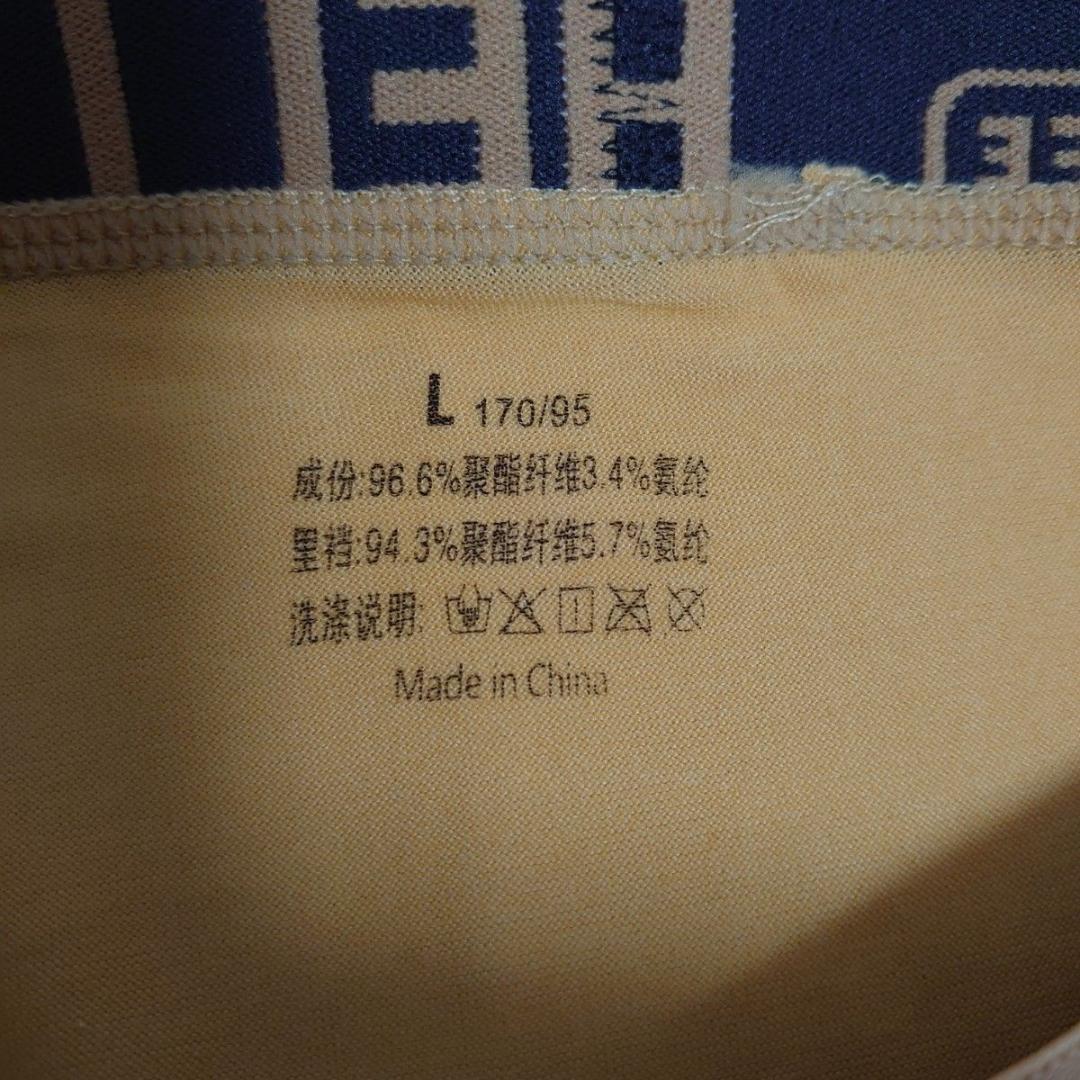 L 170/95
成份:96.6%聚酯纤维3.4%氨纶
里裆:94.3%聚酯纤维5.7%氨纶
洗涤说明:
Made in China